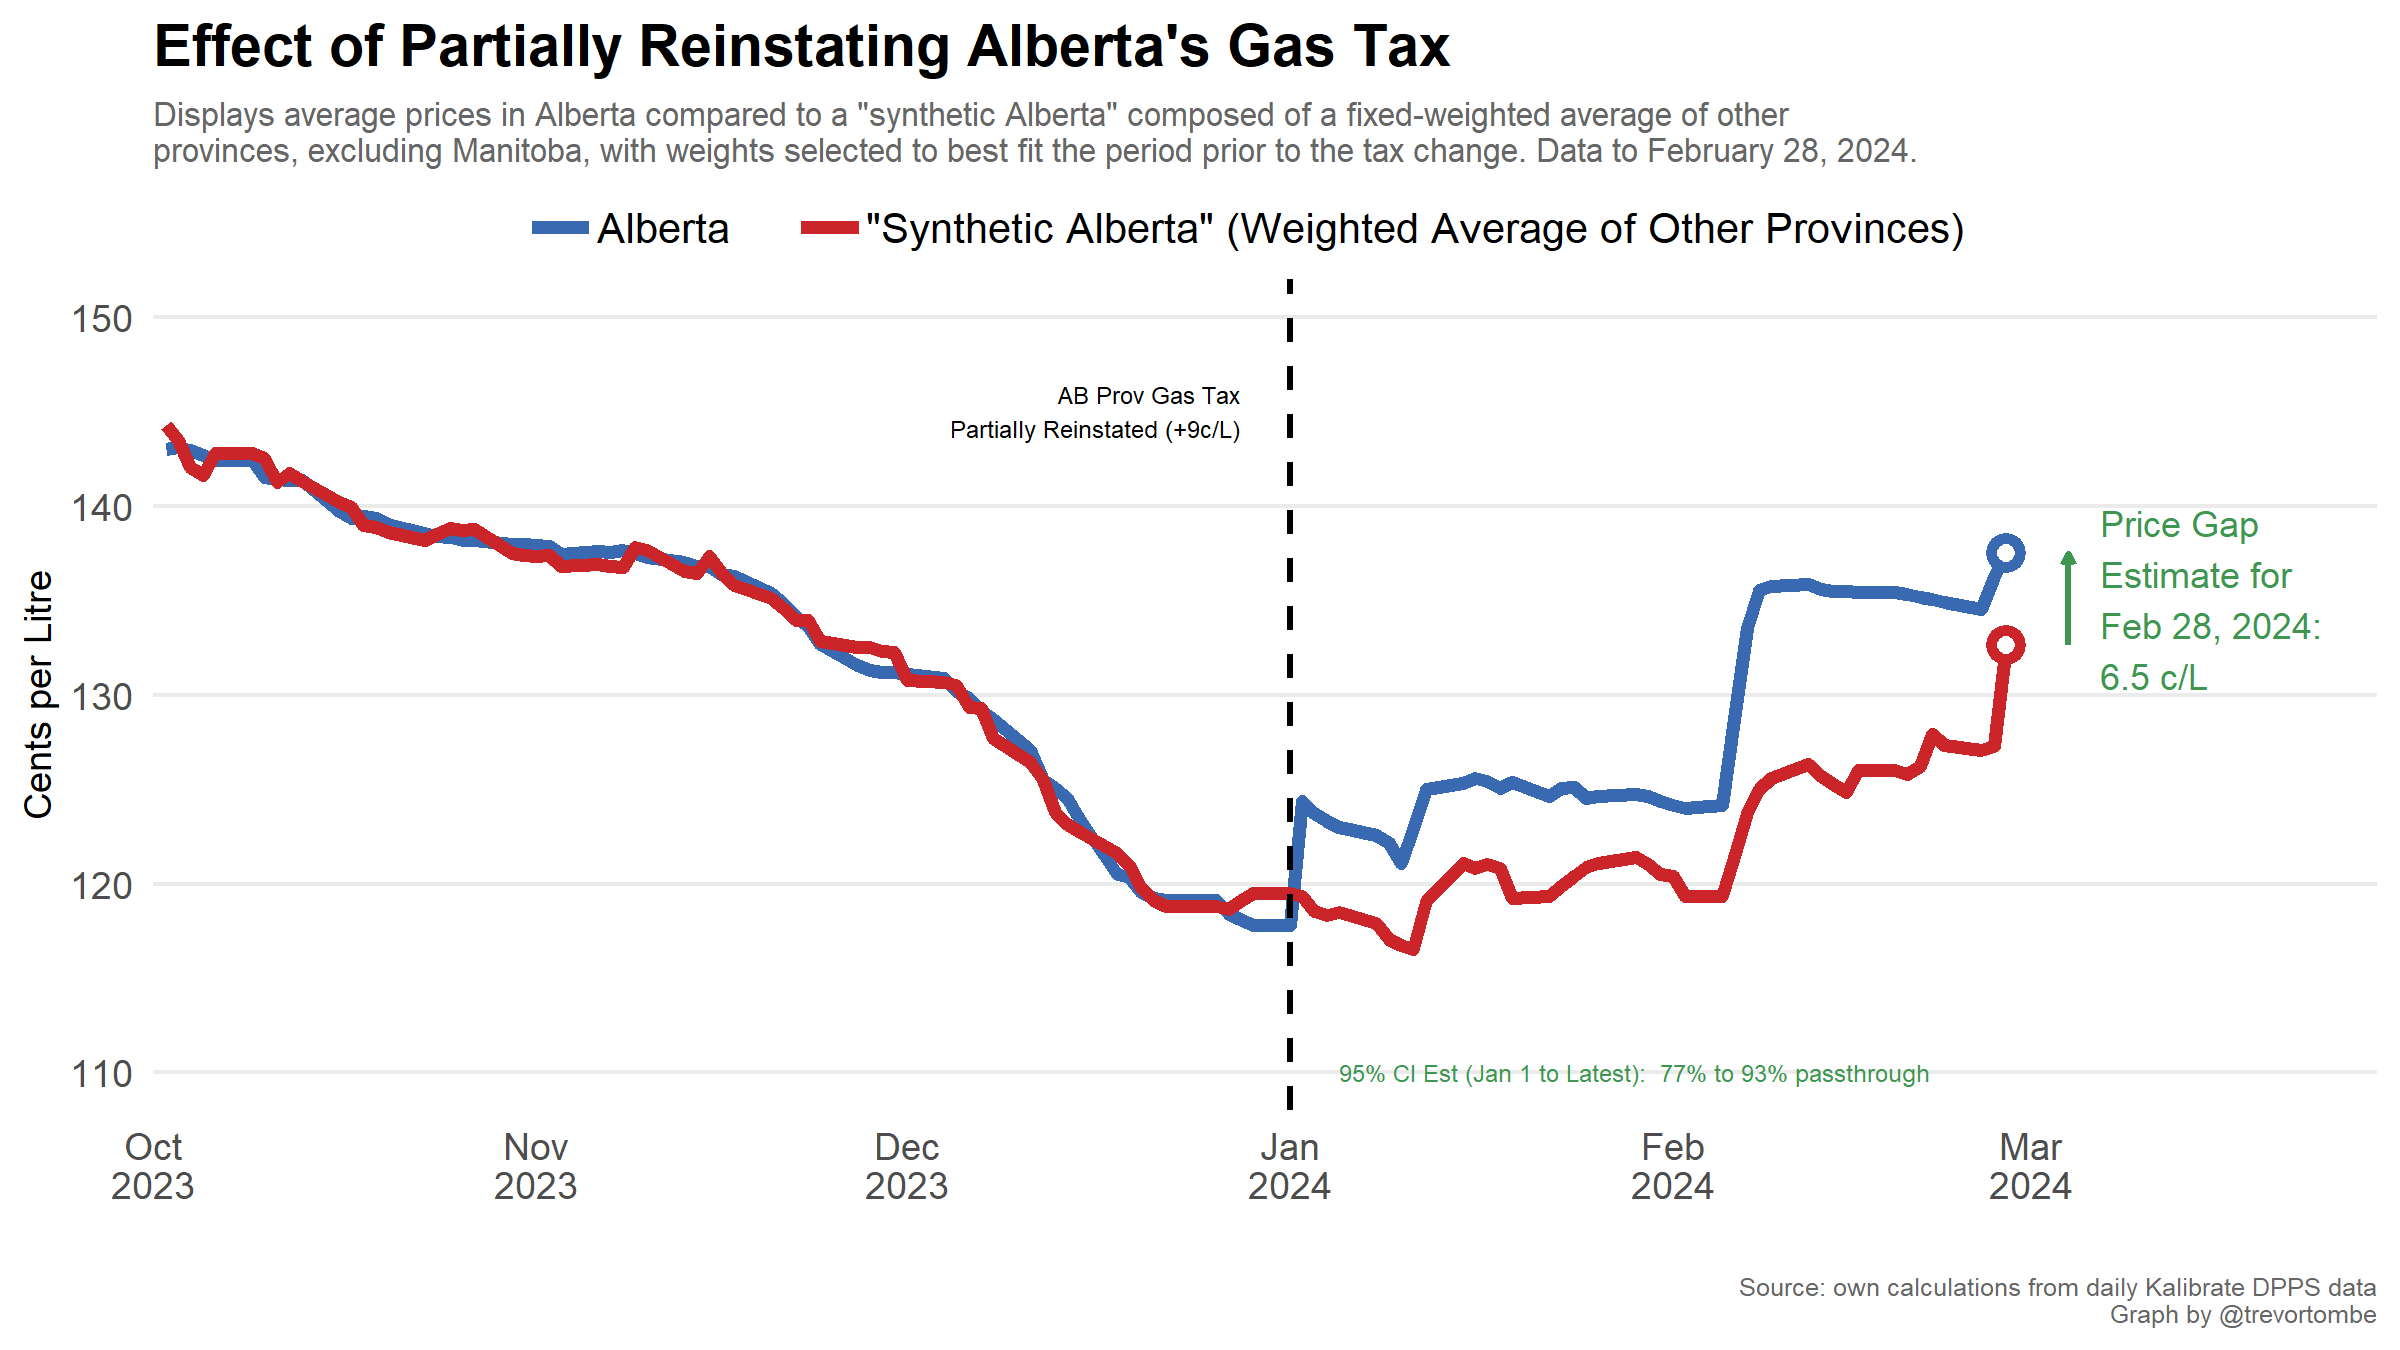 Effect of Partially Reinstating Alberta's Gas Tax
Displays average prices in Alberta compared to a "synthetic Alberta" composed of a fixed-weighted average of other
provinces, excluding Manitoba, with weights selected to best fit the period prior to the tax change. Data to February 28, 2024.
Alberta
"Synthetic Alberta" (Weighted Average of Other Provinces)
150
140
130
120
110
Cents per Litre
AB Prov Gas Tax
Partially Reinstated (+9c/L)
Price Gap
Estimate for
Feb 28, 2024:
6.5 c/L
95% CI Est (Jan 1 to Latest):  77% to 93% passthrough
Oct
2023
Nov
2023
Dec
2023
Jan
2024
Feb
2024
Mar
2024
Source: own calculations from daily Kalibrate DPPS data
Graph by @trevortombe